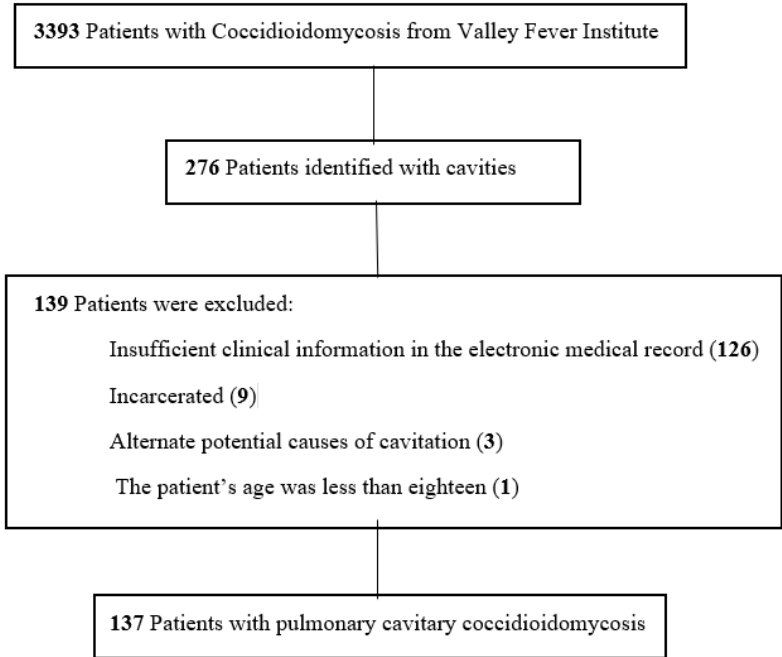 3393 Patients with Coccidioidomycosis from Valley Fever Institute
276 Patients identified with cavities
139 Patients were excluded:
Insufficient clinical information in the electronic medical record (126)
Incarcerated (9)
Alternate potential causes of cavitation (3)
The patient’s age was less than eighteen (1)
137 Patients with pulmonary cavitary coccidioidomycosis